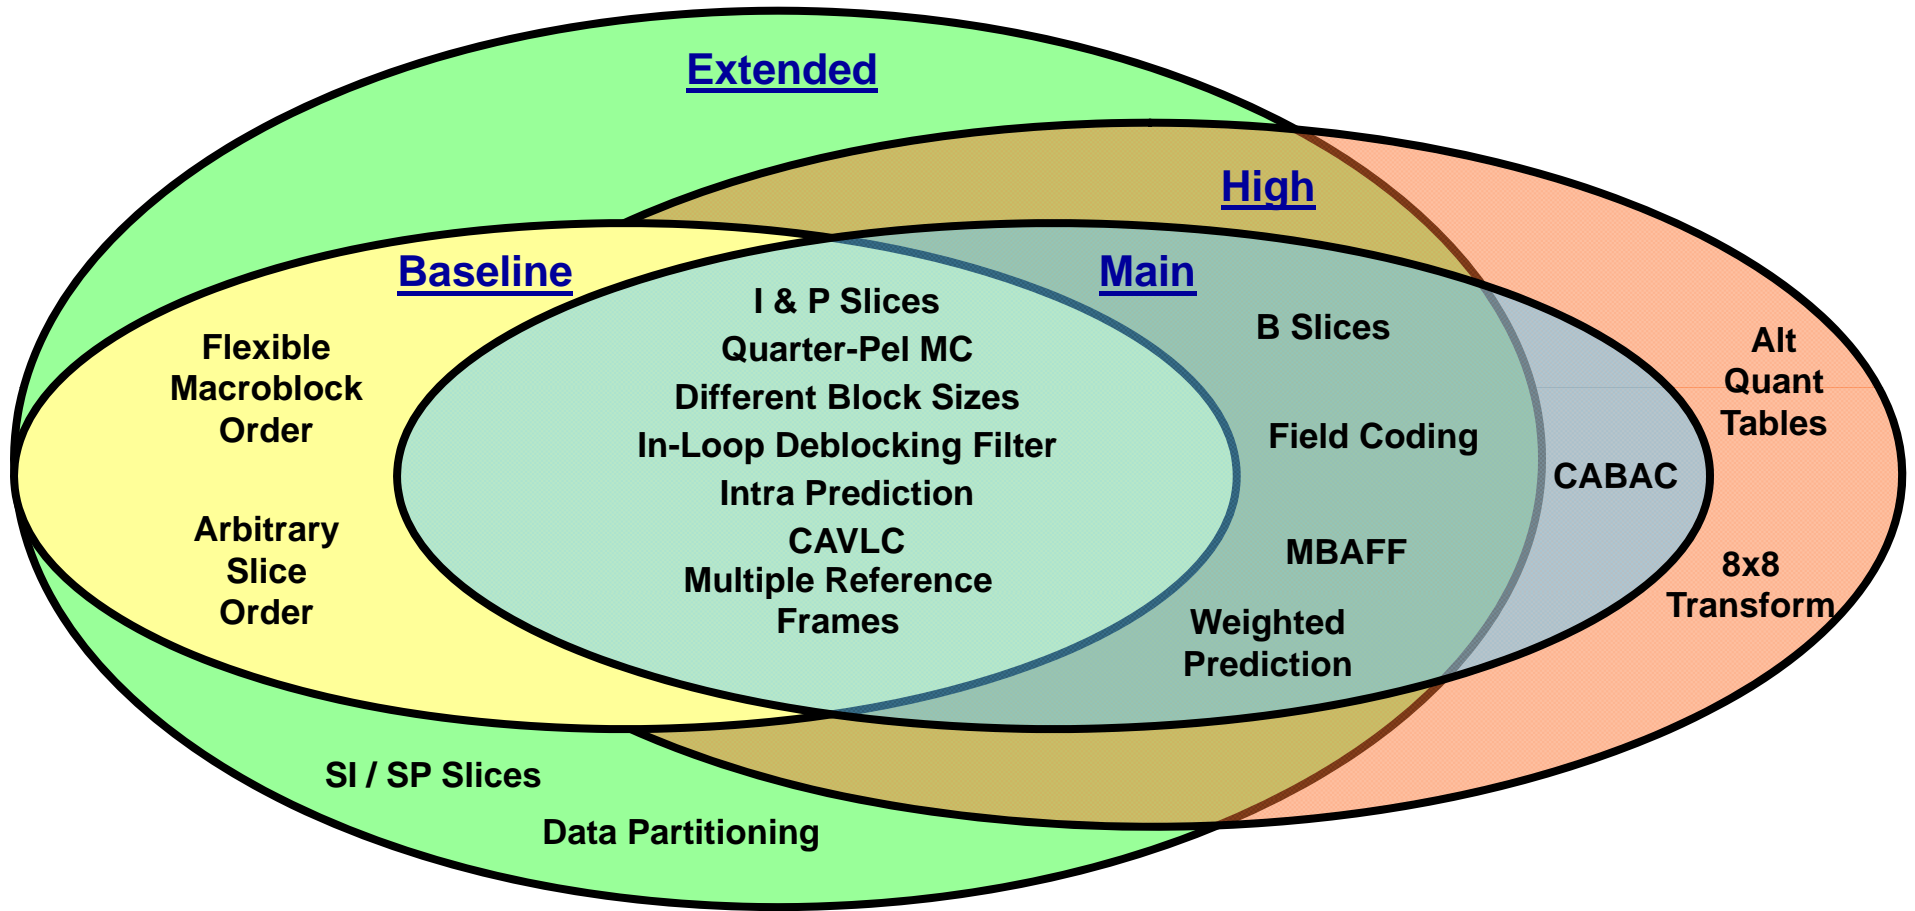 Extended
High
Baseline
Main
Flexible
Macroblock
Order
Arbitrary
Slice
Order
I & P Slices
Quarter-Pel MC
Different Block Sizes
In-Loop Deblocking Filter
Intra Prediction
CAVLC
Multiple Reference
Frames
B Slices
Field Coding
MBAFF
Weighted
Prediction
CABAC
Alt
Quant
Tables
8x8
Transform
SI / SP Slices
Data Partitioning